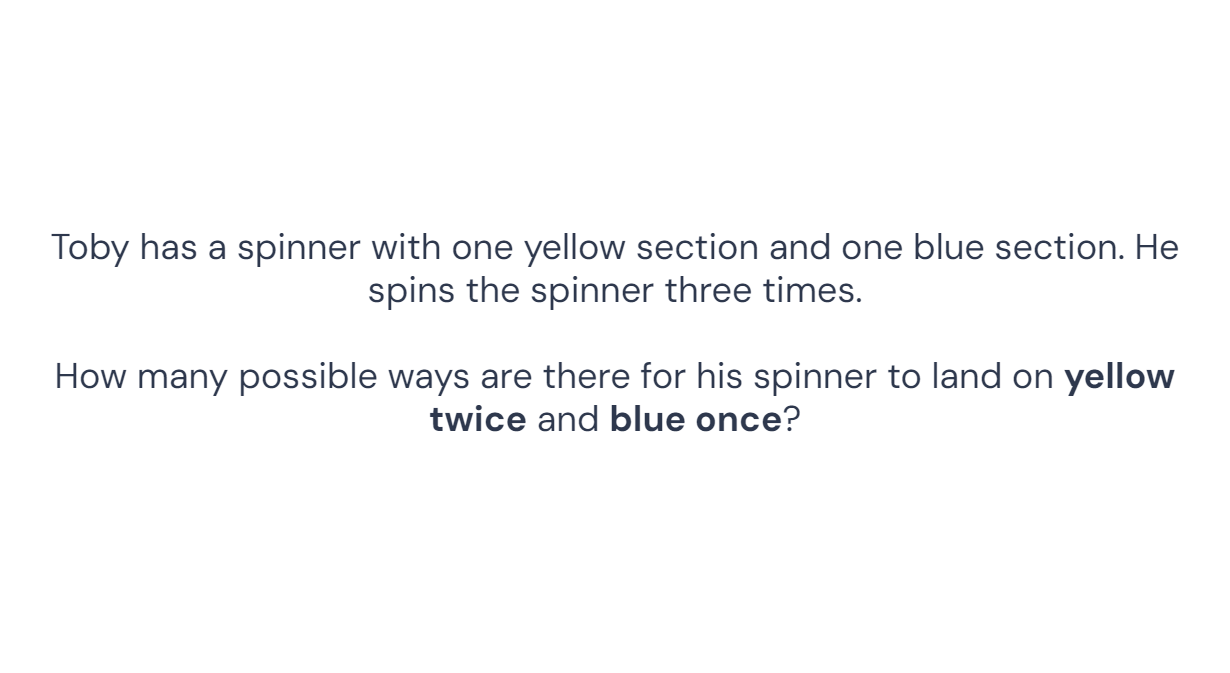 Toby has a spinner with one yellow section and one blue section. He
spins the spinner three times.
How many possible ways are there for his spinner to land on yellow
twice and blue once?